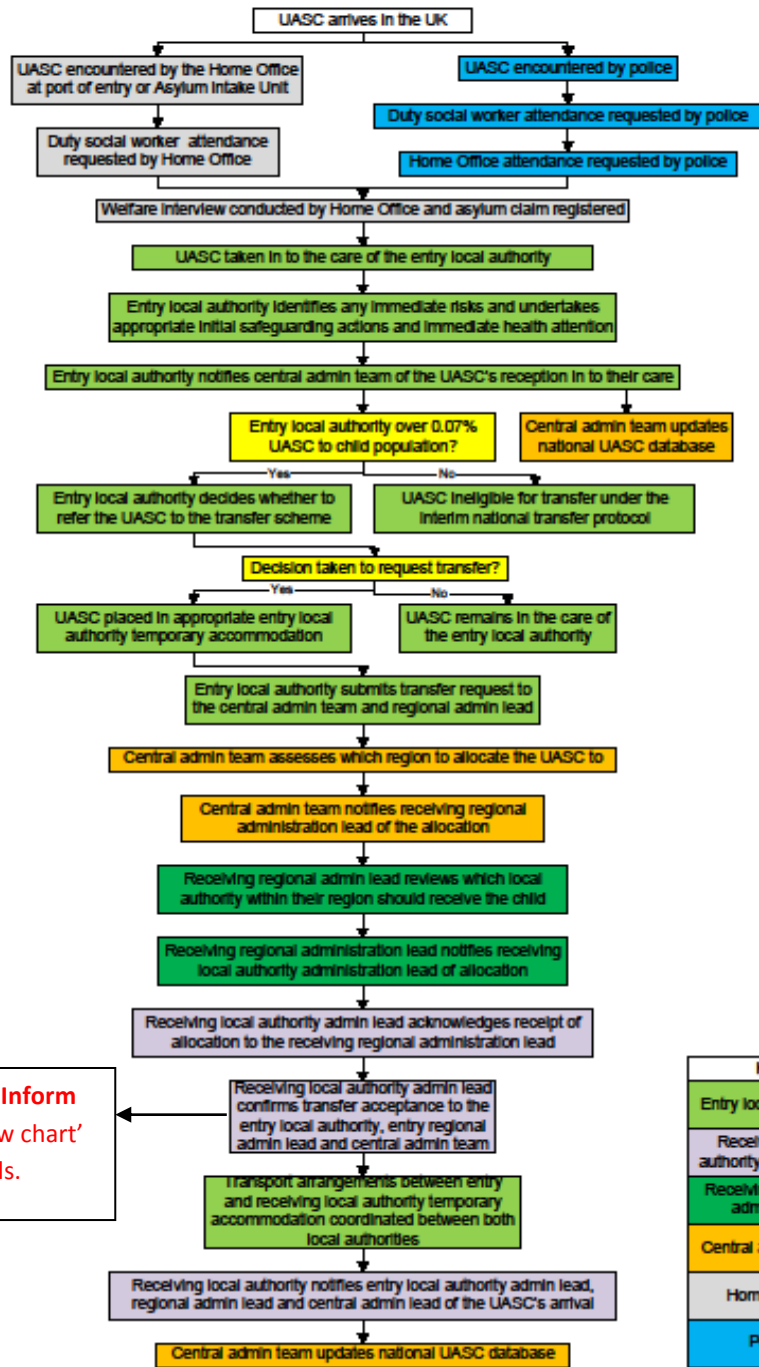 UASC arrives in the UK
UASC encountered by the Home Office
at port of entry or Asylum Intake Unit
UASC encountered by police
Duty social worker attendance requested by police
Duty social worker attendance
requested by Home Office
Home Office attendance requested by police
Welfare interview conducted by Home Office and asylum claim registered
UASC taken in to the care of the entry local authority
Entry local authority identifies any immediate risks and undertakes
appropriate initial safeguarding actions and immediate health attention
Entry local authority notifies central admin team of the UASC's reception in to their care
Entry local authority over 0.07%
UASC to child population?
Central admin team updates
national UASC database
Yes
No
Entry local authority decides whether to
refer the UASC to the transfer scheme
UASC ineligible for transfer under the
interim national transfer protocol
Decision taken to request transfer?
Yes
No
UASC placed in appropriate entry local
authority temporary accommodation
UASC remains in the care of
the entry local authority
Entry local authority submits transfer request to
the central admin team and regional admin lead
Central admin team assesses which region to allocate the UASC to
Central admin team notifies receiving regional
administration lead of the allocation
Receiving regional admin lead reviews which local
authority within their region should receive the child
Receiving regional administration lead notifies receiving
local authority administration lead of allocation
Receiving local authority admin lead acknowledges receipt of
allocation to the receiving regional administration lead
Inform
w chart'
ls.
Receiving local authority admin lead
confirms transfer acceptance to the
entry local authority, entry regional
admin lead and central admin team
Transport arrangements between entry
and receiving local authority temporary
accommodation coordinated between both
local authorities
Receiving local authority notifies entry local authority admin lead,
regional admin lead and central admin lead of the UASC's arrival
Central admin team updates national UASC database
Entry loc
Recei
authority
Receivi
adm
Central
Hom
P